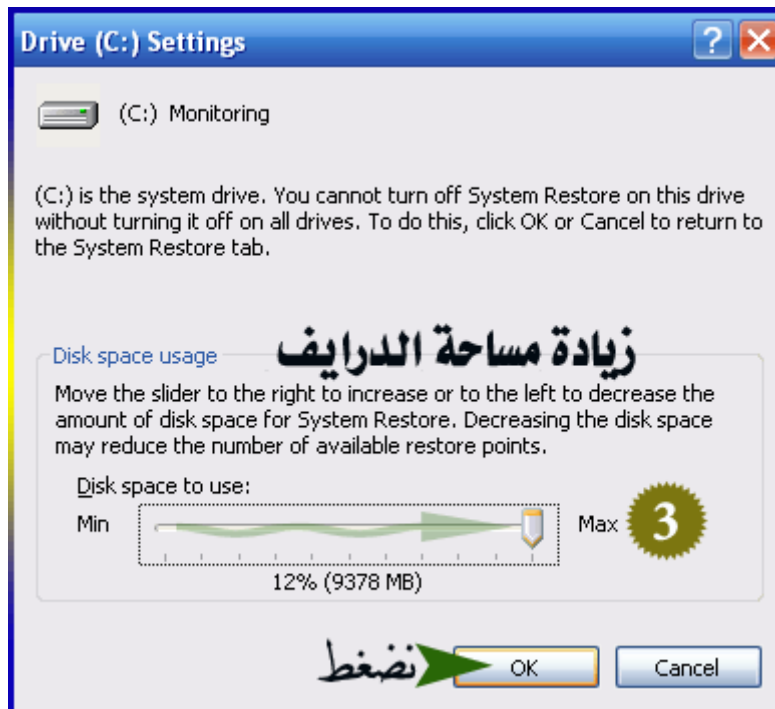 Drive (C:) Settings
(C:) Monitoring
(C:) is the system drive. You cannot turn off System Restore on this drive
without turning it off on all drives. To do this, click OK or Cancel to return to
the System Restore tab.
زيادة مساحة الدرايف
Disk space usage
Move the slider to the right to increase or to the left to decrease the
amount of disk space for System Restore. Decreasing the disk space
may reduce the number of available restore points.
Disk space to use:
Min Max 3
12% (9378 MB)
نضغط OK Cancel